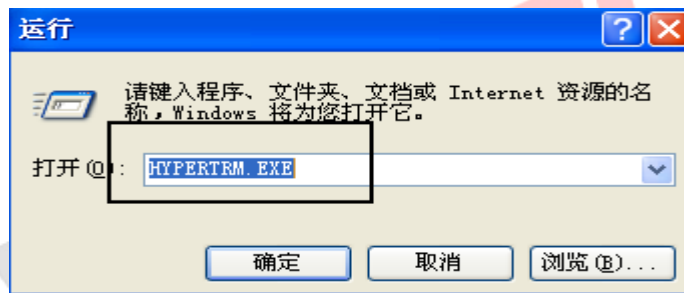 运行
请键入程序、文件夹、文档或 Internet 资源的名
称，Windows 将为您打开它。
打开(O): HYPERTRM.EXE
确定 取消 浏览(B)...